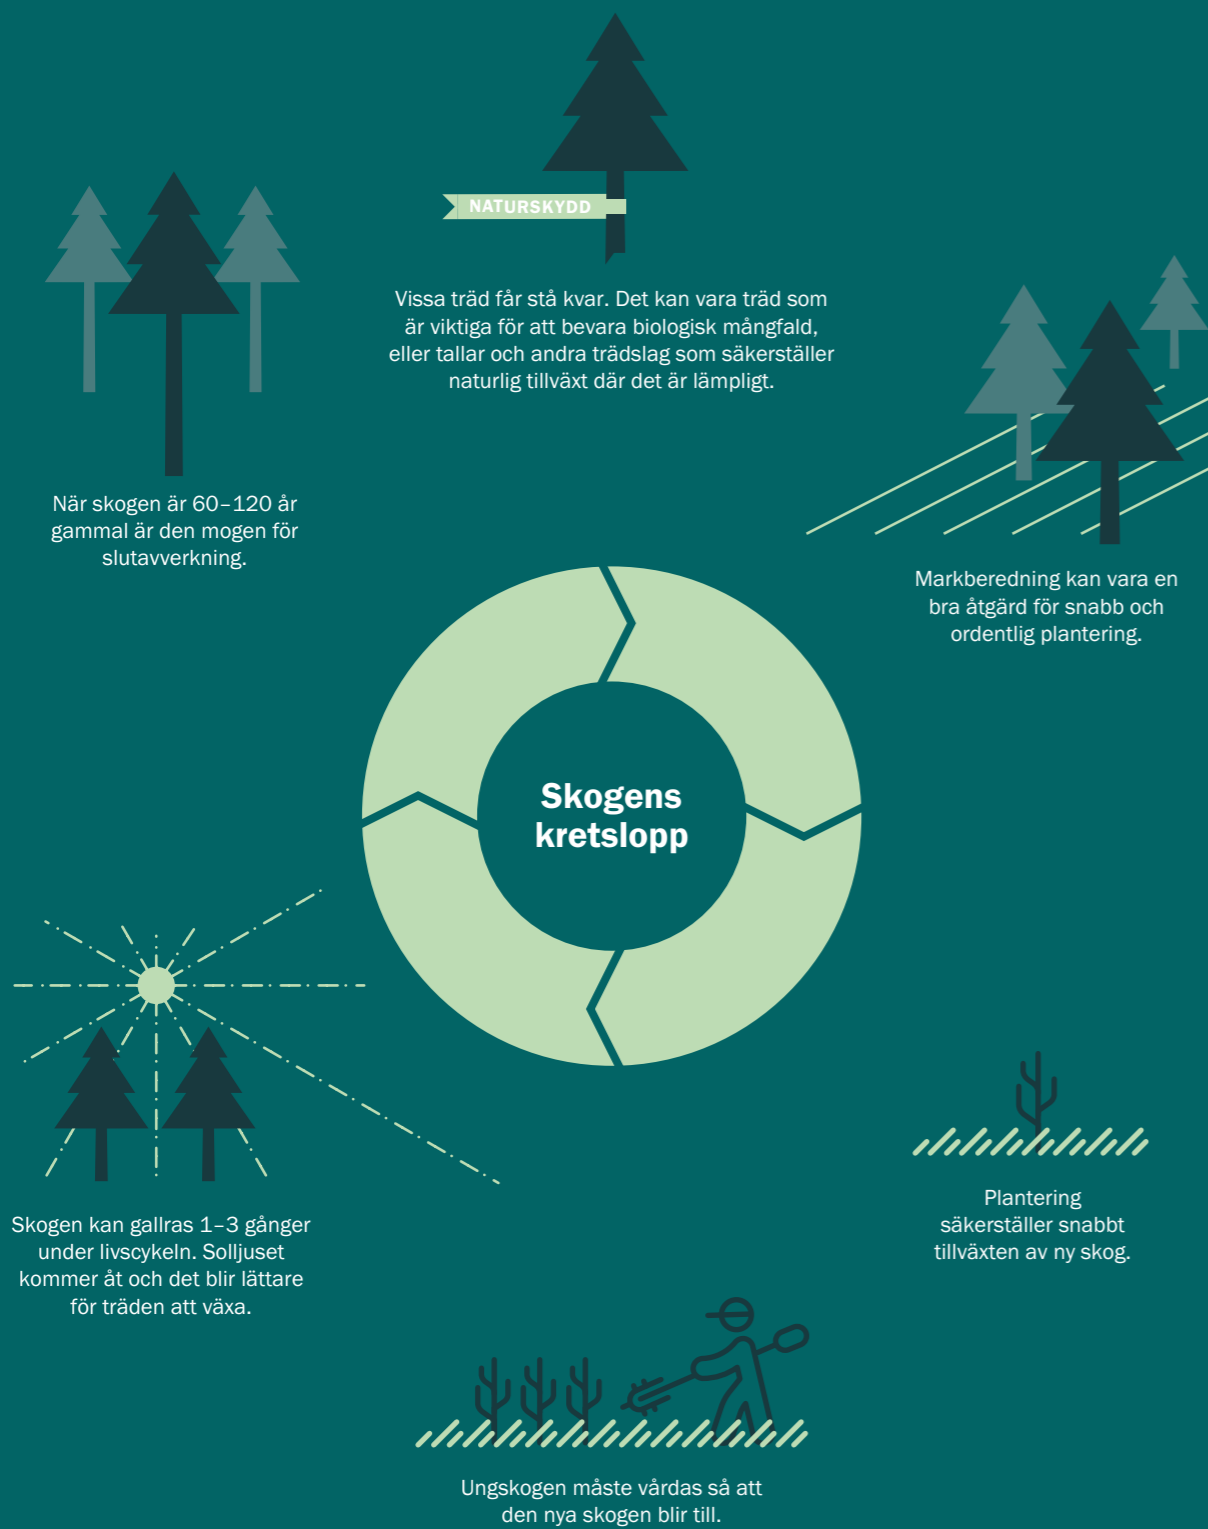 NATURSKYDD
Vissa träd får stå kvar. Det kan vara träd som
är viktiga för att bevara biologisk mångfald,
eller tallar och andra trädslag som säkerställer
naturlig tillväxt där det är lämpligt.
När skogen är 60–120 år
gammal är den mogen för
slutavverkning.
Markberedning kan vara en
bra åtgärd för snabb och
ordentlig plantering.
Skogens
kretslopp
Plantering
säkerställer snabbt
tillväxten av ny skog.
Skogen kan gallras 1–3 gånger
under livscykeln. Solljuset
kommer åt och det blir lättare
för träden att växa.
Ungskogen måste vårdas så att
den nya skogen blir till.